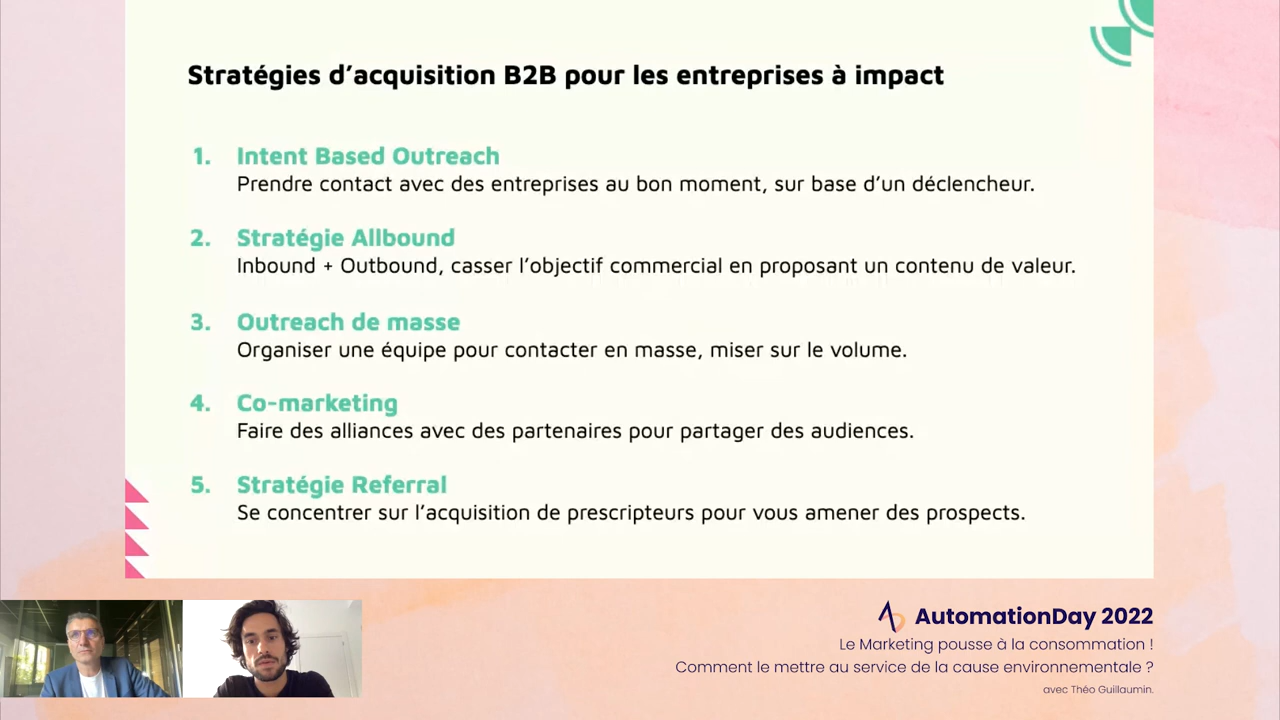 Stratégies d’acquisition B2B pour les entreprises à impact
1. Intent Based Outreach
Prendre contact avec des entreprises au bon moment, sur base d’un déclencheur.
2. Stratégie Allbound
Inbound + Outbound, casser l’objectif commercial en proposant un contenu de valeur.
3. Outreach de masse
Organiser une équipe pour contacter en masse, miser sur le volume.
4. Co-marketing
Faire des alliances avec des partenaires pour partager des audiences.
5. Stratégie Referral
Se concentrer sur l’acquisition de prescripteurs pour vous amener des prospects.
AutomationDay 2022
Le Marketing pousse à la consommation !
Comment le mettre au service de la cause environnementale ?
avec Théo Guillaumin.